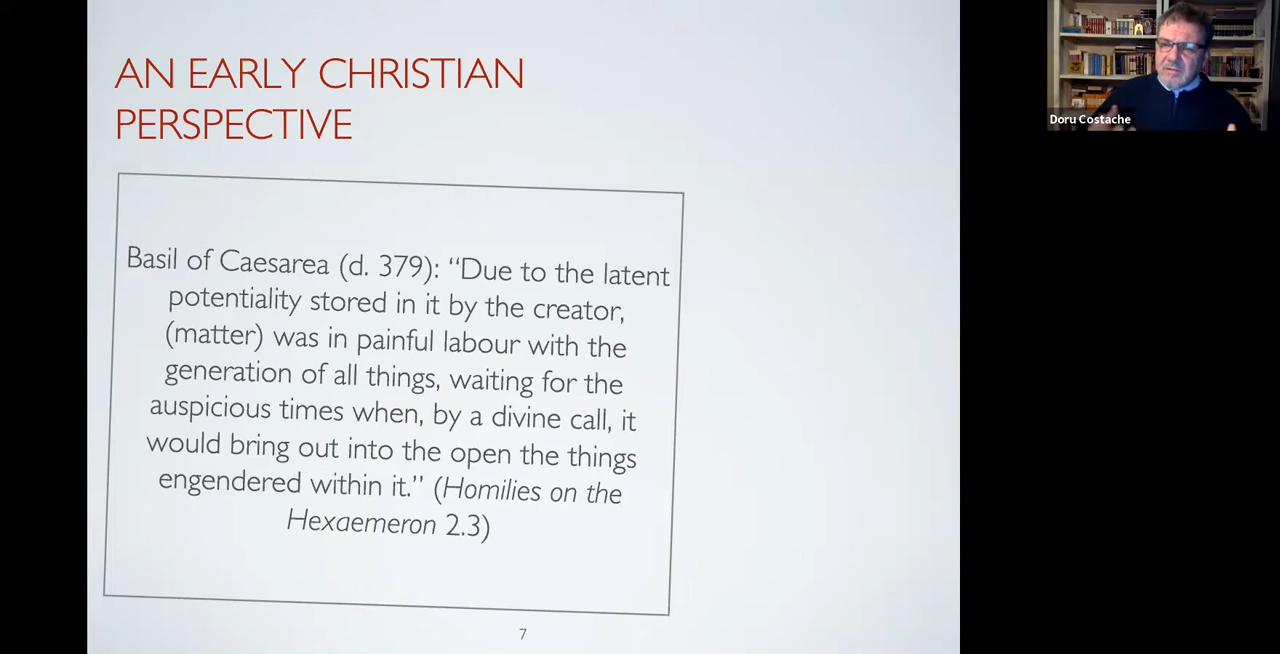 AN EARLY CHRISTIAN
PERSPECTIVE
Basil of Caesarea (d. 379): “Due to the latent
potentiality stored in it by the creator,
(matter) was in painful labour with the
generation of all things, waiting for the
auspicious times when, by a divine call, it
would bring out into the open the things
engendered within it.” (Homilies on the
Hexaemeron 2.3)
7
Doru Costache